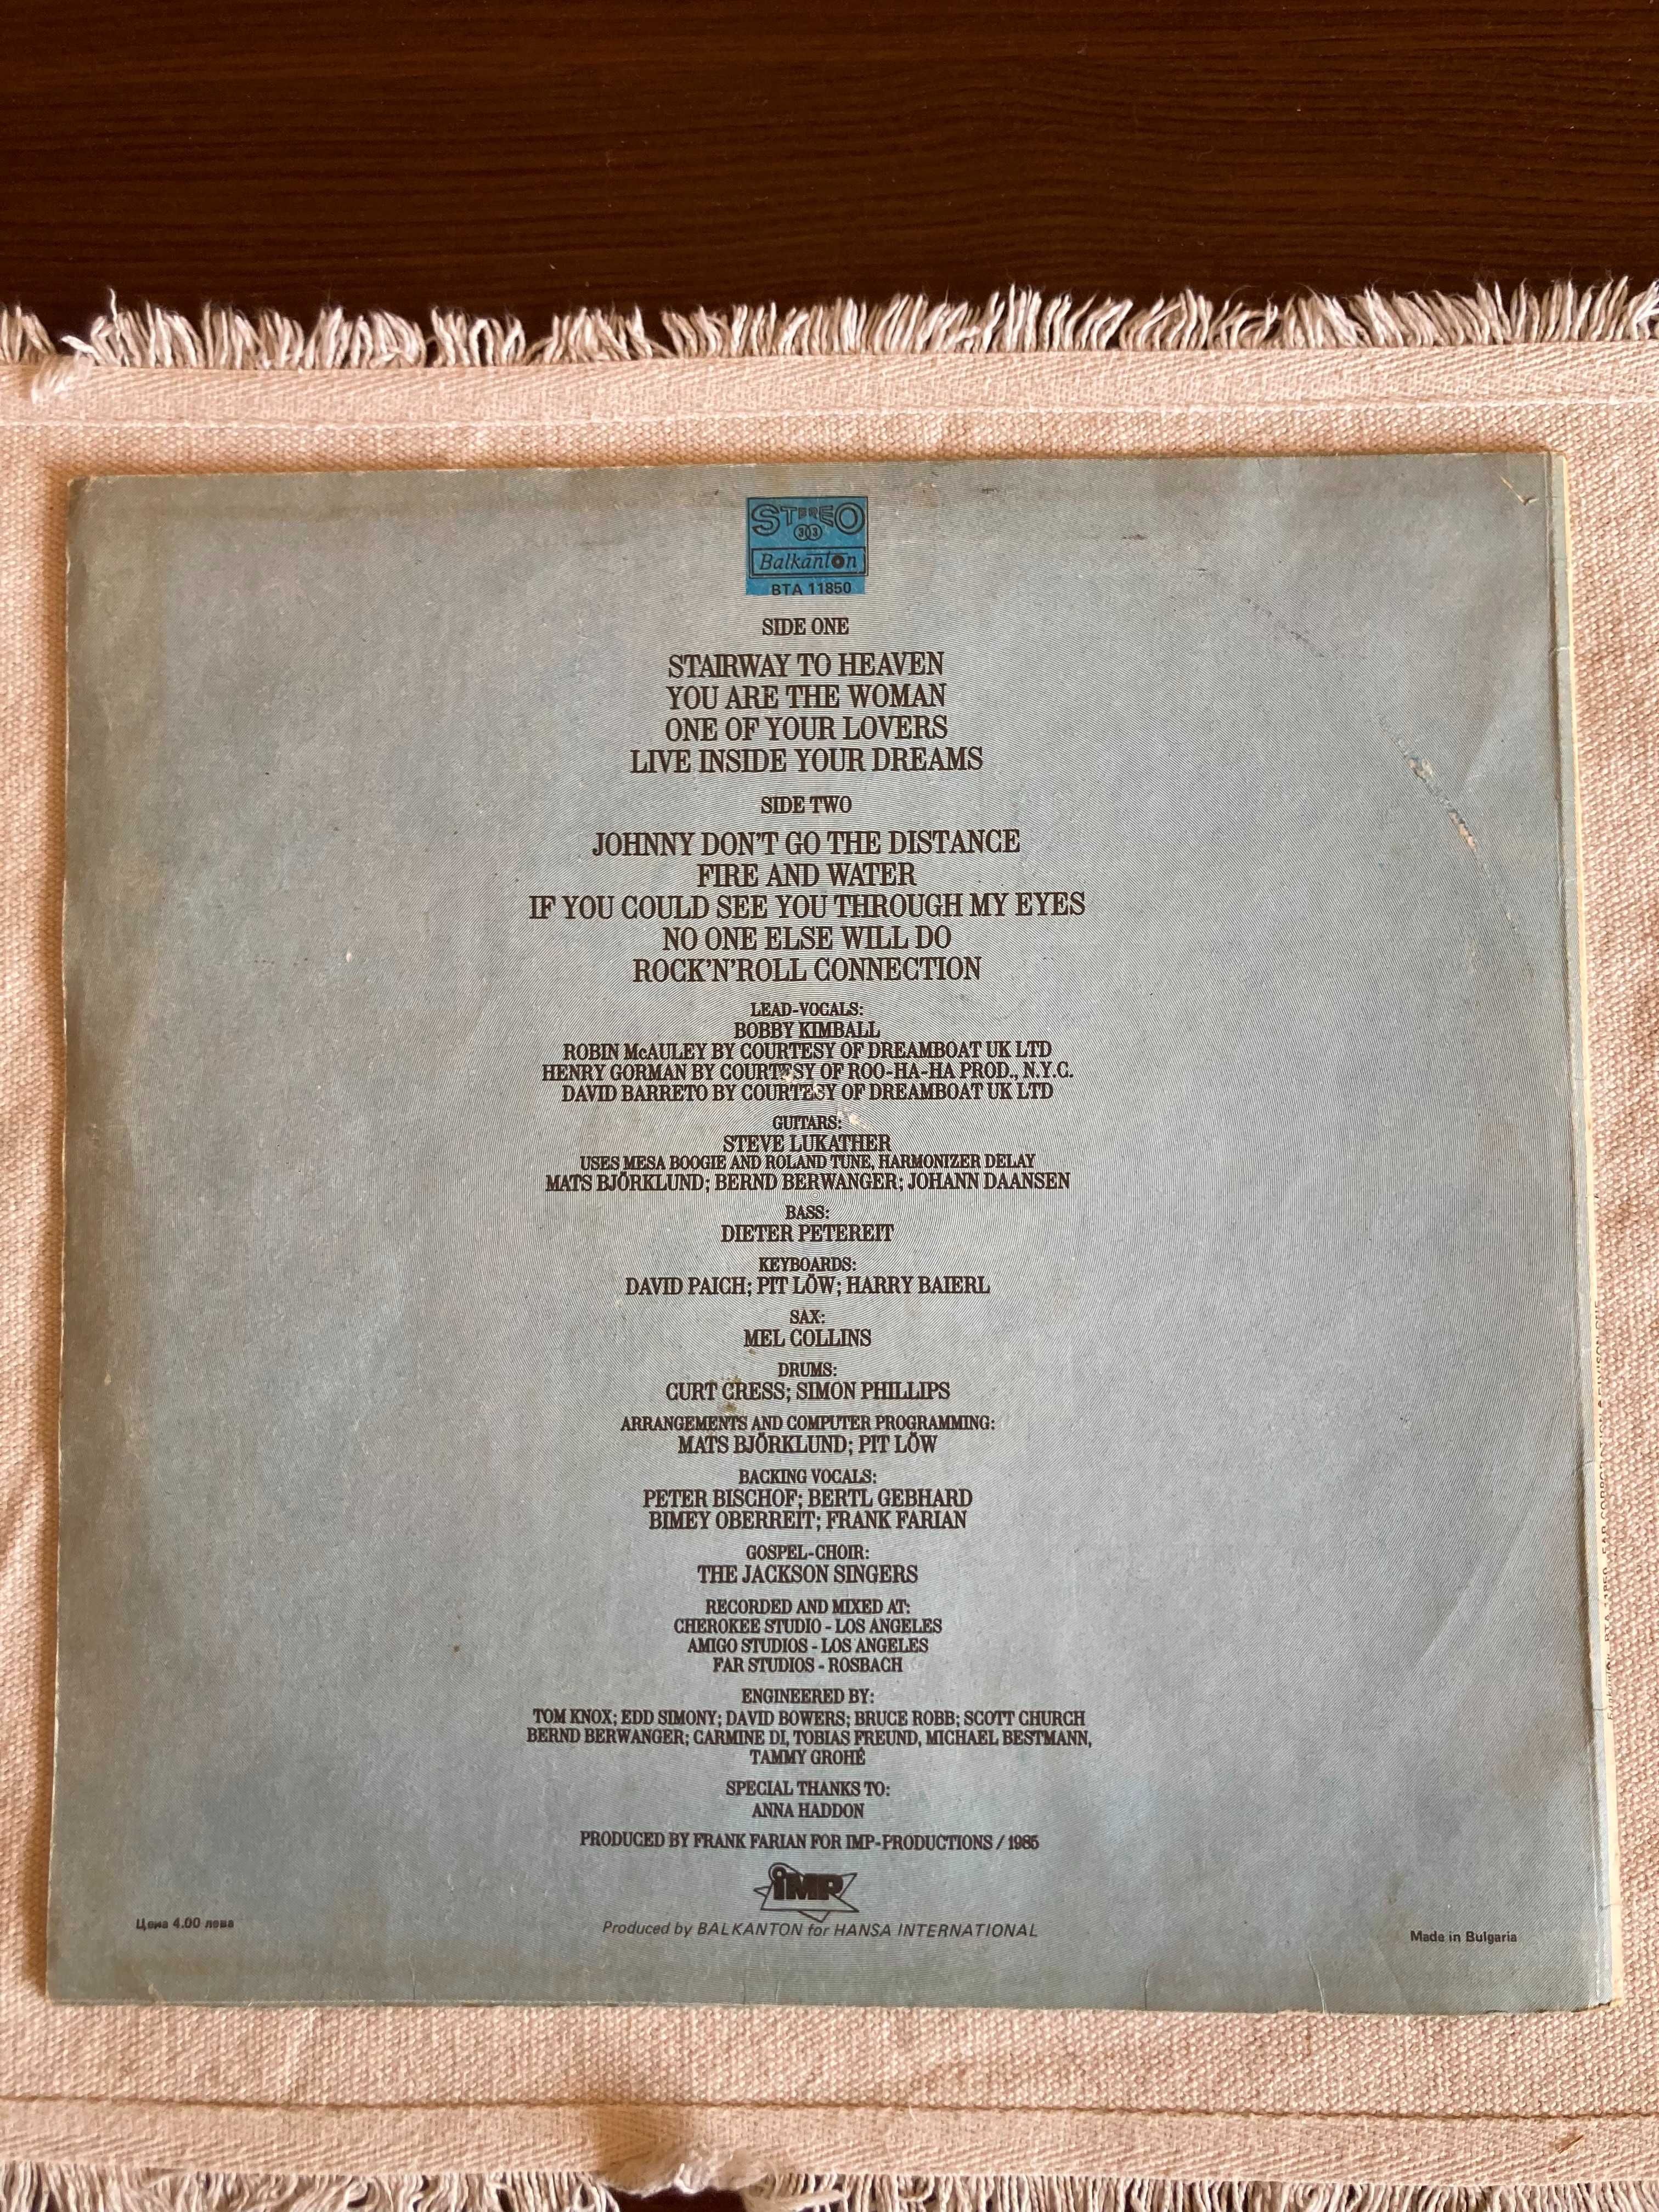 STEREO
33
Balkanton
BTA 11850
SIDE ONE
STAIRWAY TO HEAVEN
YOU ARE THE WOMAN
ONE OF YOUR LOVERS
LIVE INSIDE YOUR DREAMS
SIDE TWO
JOHNNY DON'T GO THE DISTANCE
FIRE AND WATER
IF YOU COULD SEE YOU THROUGH MY EYES
NO ONE ELSE WILL DO
ROCK'N'ROLL CONNECTION
LEAD-VOCALS:
BOBBY KIMBALL
ROBIN McAULEY BY COURTESY OF DREAMBOAT UK LTD
HENRY GORMAN BY COURTESY OF ROO-HA-HA PROD., N.Y.C.
DAVID BARRETO BY COURTESY OF DREAMBOAT UK LTD
GUITARS:
STEVE LUKATHER
USES MESA BOOGIE AND ROLAND TUNE, HARMONIZER DELAY
MATS BJÖRKLUND; BERND BERWANGER; JOHANN DAANSEN
BASS:
DIETER PETEREIT
KEYBOARDS:
DAVID PAICH; PIT LÖW; HARRY BAIERL
SAX:
MEL COLLINS
DRUMS:
CURT CRESS; SIMON PHILLIPS
ARRANGEMENTS AND COMPUTER PROGRAMMING:
MATS BJÖRKLUND; PIT LÖW
BACKING VOCALS:
PETER BISCHOF; BERTL GEBHARD
BIMEY OBERREIT; FRANK FARIAN
GOSPEL-CHOIR:
THE JACKSON SINGERS
RECORDED AND MIXED AT:
CHEROKEE STUDIO - LOS ANGELES
AMIGO STUDIOS - LOS ANGELES
FAR STUDIOS - ROSBACH
ENGINEERED BY:
TOM KNOX; EDD SIMONY; DAVID BOWERS; BRUCE ROBB; SCOTT CHURCH
BERND BERWANGER; CARMINE DI, TOBIAS FREUND, MICHAEL BESTMANN,
TAMMY GROHÉ
SPECIAL THANKS TO:
ANNA HADDON
PRODUCED BY FRANK FARIAN FOR IMP-PRODUCTIONS / 1985
IMP
Цена 4.00 лева
Produced by BALKANTON for HANSA INTERNATIONAL
Made in Bulgaria